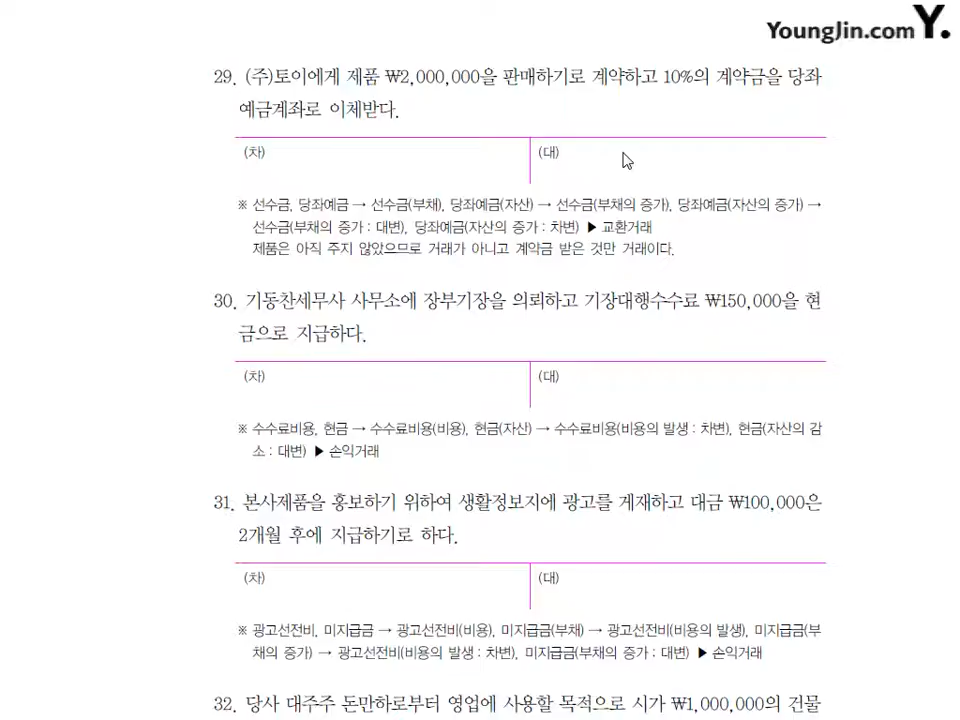 YoungJin.com Y.
29. (주)토이에게 제품 ₩2,000,000을 판매하기로 계약하고 10%의 계약금을 당좌
예금계좌로 이체받다.
(차) (대)
※ 선수금, 당좌예금 → 선수금(부채), 당좌예금(자산) → 선수금(부채의 증가), 당좌예금(자산의 증가) →
선수금(부채의 증가 : 대변), 당좌예금(자산의 증가 : 차변) ▶ 교환거래
제품은 아직 주지 않았으므로 거래가 아니고 계약금 받은 것만 거래이다.
30. 기동찬세무사 사무소에 장부기장을 의뢰하고 기장대행수수료 ₩150,000을 현
금으로 지급하다.
(차) (대)
※ 수수료비용, 현금 → 수수료비용(비용), 현금(자산) → 수수료비용(비용의 발생 : 차변), 현금(자산의 감
소 : 대변) ▶ 손익거래
31. 본사제품을 홍보하기 위하여 생활정보지에 광고를 게재하고 대금 ₩100,000은
2개월 후에 지급하기로 하다.
(차) (대)
※ 광고선전비, 미지급금 → 광고선전비(비용), 미지급금(부채) → 광고선전비(비용의 발생), 미지급금(부
채의 증가) → 광고선전비(비용의 발생 : 차변), 미지급금(부채의 증가 : 대변) ▶ 손익거래
32. 당사 대주주 돈만하로부터 영업에 사용할 목적으로 시가 ₩1,000,000의 건물